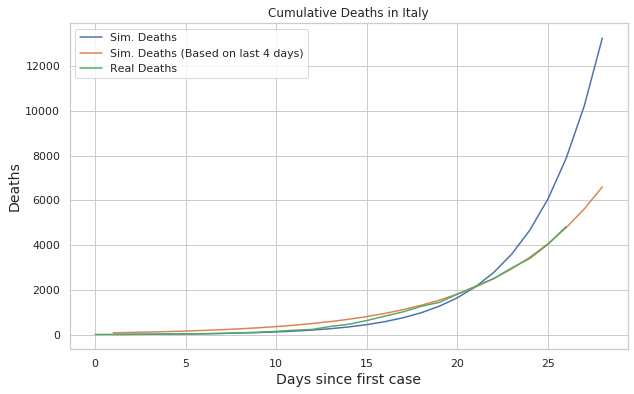 Cumulative Deaths in Italy
Sim. Deaths
Sim. Deaths (Based on last 4 days)
Real Deaths
12000
10000
8000
6000
4000
2000
0
Deaths
0 5 10 15 20 25
Days since first case